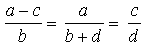 (a − c)/b = a/(b + d) = c/d